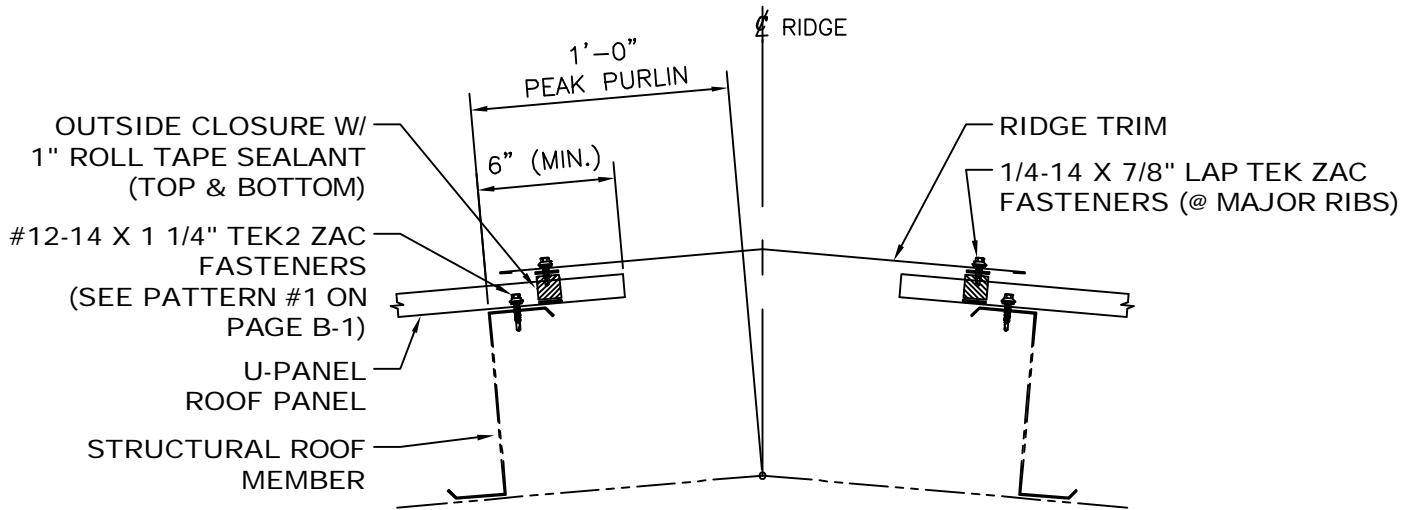 ℄ RIDGE
1'-0"
PEAK PURLIN
OUTSIDE CLOSURE W/
1" ROLL TAPE SEALANT
(TOP & BOTTOM)
6" (MIN.)
#12-14 X 1 1/4" TEK2 ZAC
FASTENERS
(SEE PATTERN #1 ON
PAGE B-1)
U-PANEL
ROOF PANEL
STRUCTURAL ROOF
MEMBER
RIDGE TRIM
1/4-14 X 7/8" LAP TEK ZAC
FASTENERS (@ MAJOR RIBS)